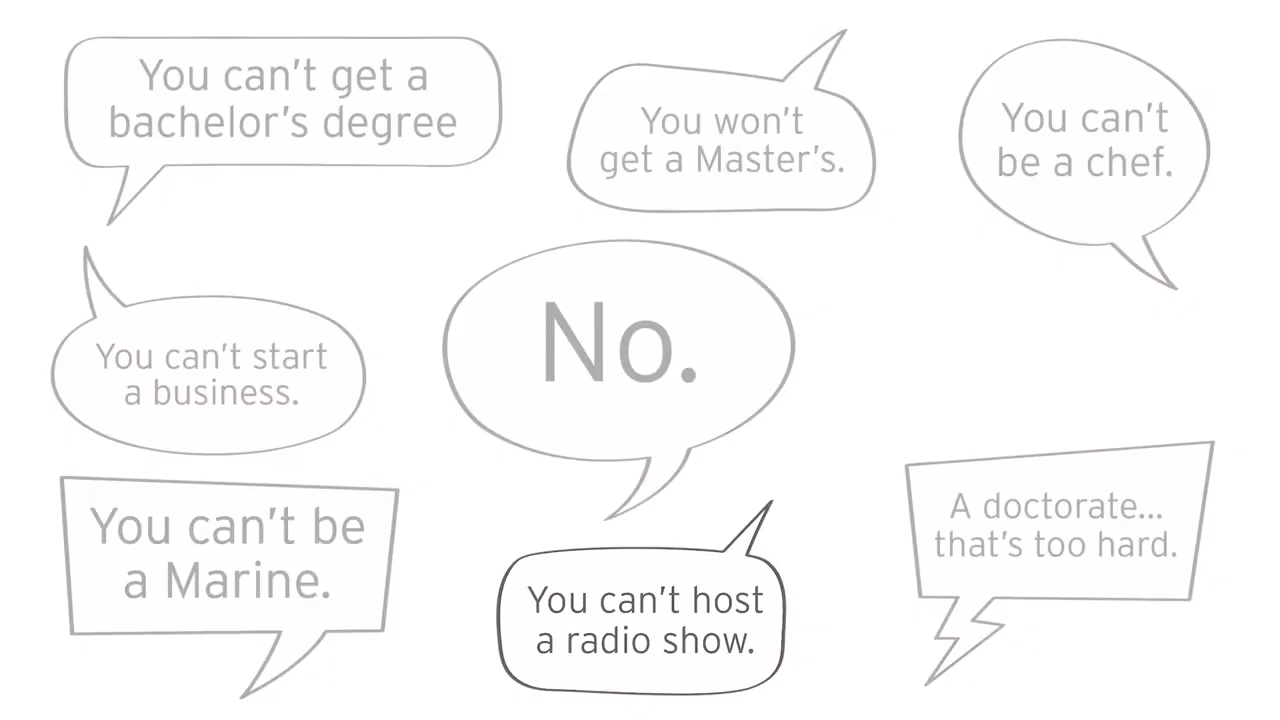 You can't get a
bachelor's degree
You won't
get a Master's.
You can't
be a chef.
You can't start
a business.
No.
You can't be
a Marine.
You can't host
a radio show.
A doctorate...
that's too hard.